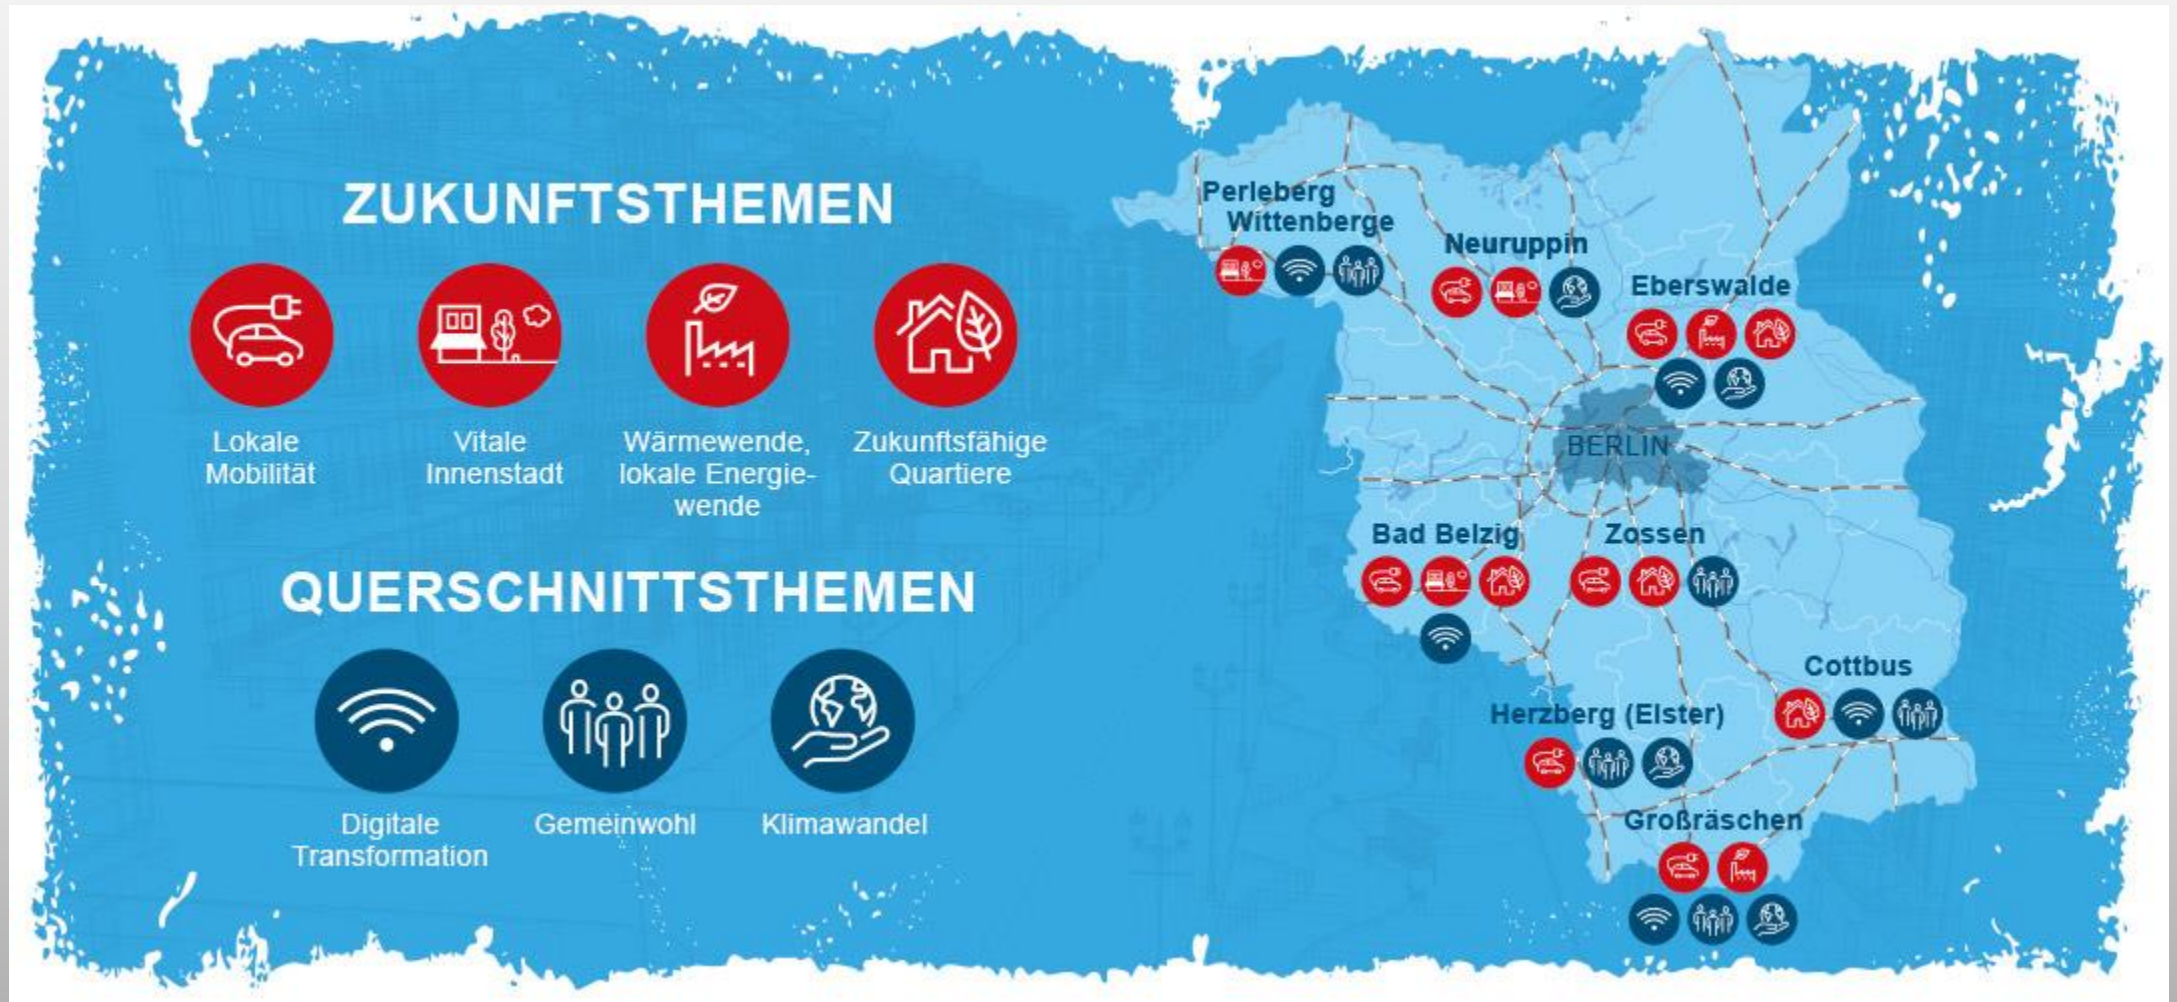 ZUKUNFTSTHEMEN
Lokale
Mobilität
Vitale
Innenstadt
Wärmewende,
lokale Energie-
wende
Zukunftsfähige
Quartiere
QUERSCHNITTSTHEMEN
Digitale
Transformation
Gemeinwohl
Klimawandel
Perleberg
Wittenberge
Neuruppin
Eberswalde
BERLIN
Bad Belzig
Zossen
Cottbus
Herzberg (Elster)
Großräschen